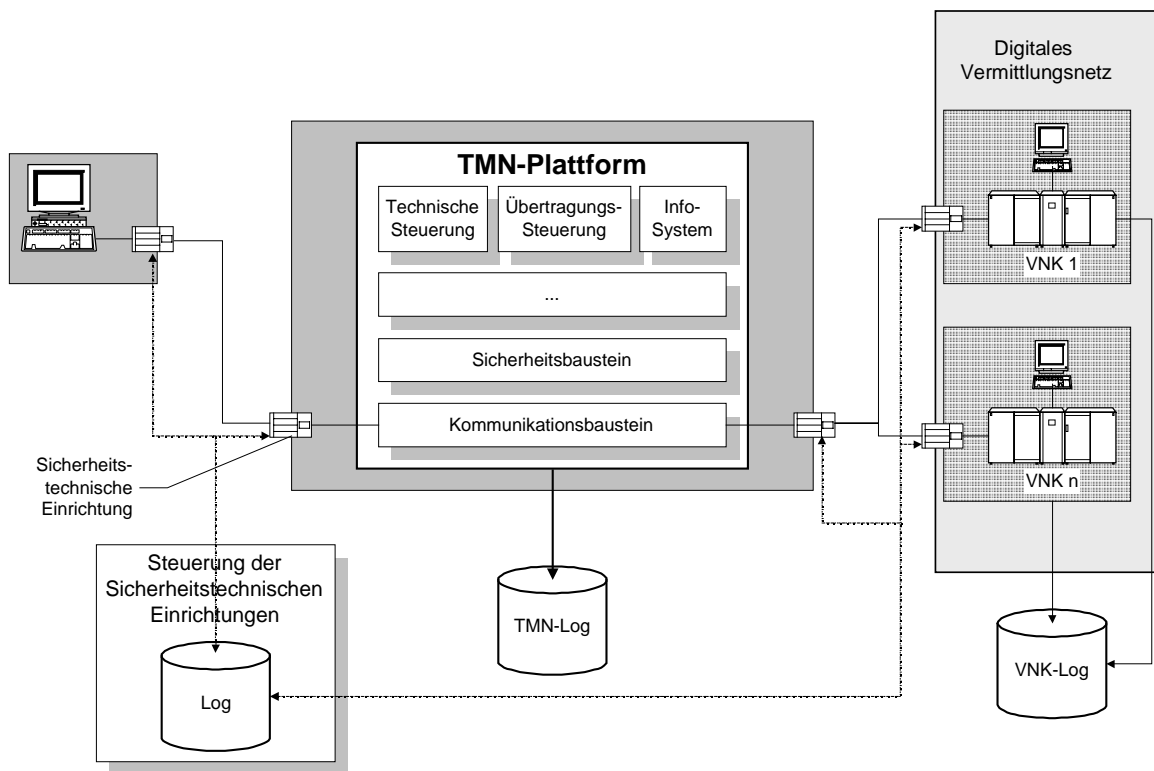 Digitales
Vermittlungsnetz
TMN-Plattform
Technische
Steuerung
Übertragungs-
Steuerung
Info-
System
...
Sicherheitsbaustein
Kommunikationsbaustein
VNK 1
VNK n
Sicherheits-
technische
Einrichtung
Steuerung der
Sicherheitstechnischen
Einrichtungen
Log
TMN-Log
VNK-Log